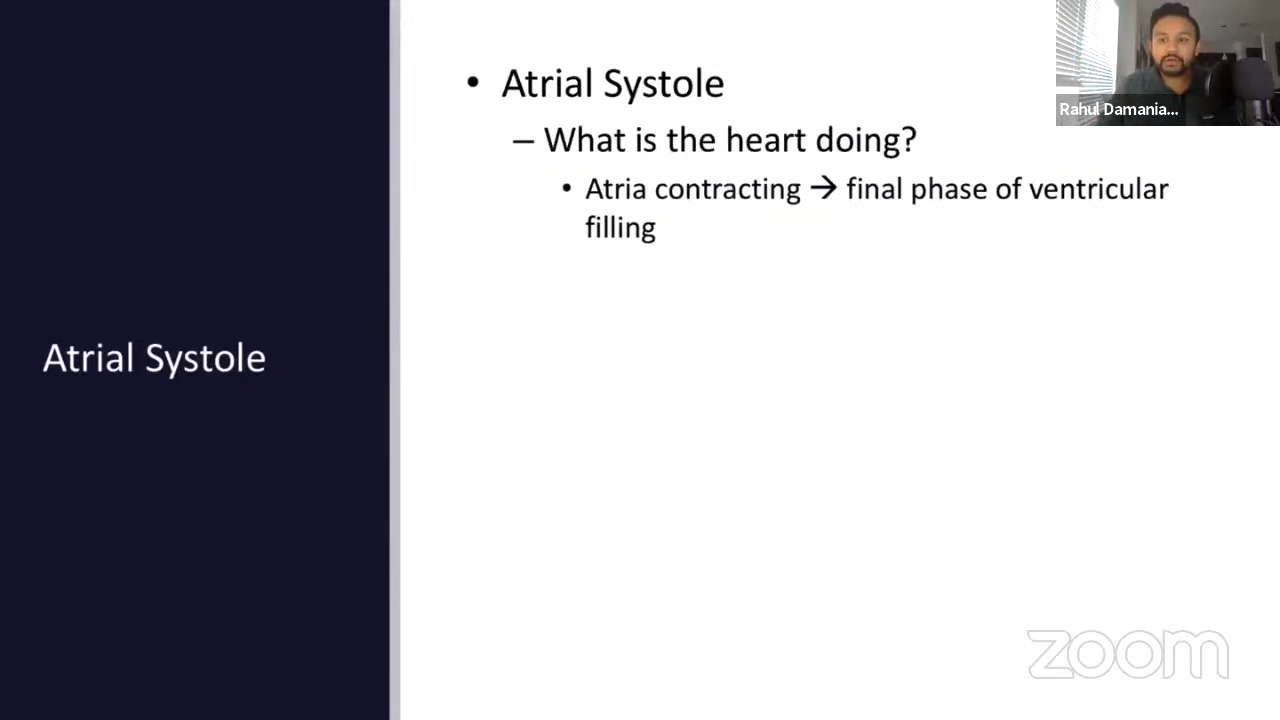 Atrial Systole
• Atrial Systole
– What is the heart doing?
• Atria contracting → final phase of ventricular
filling
Rahul Damania...
zoom